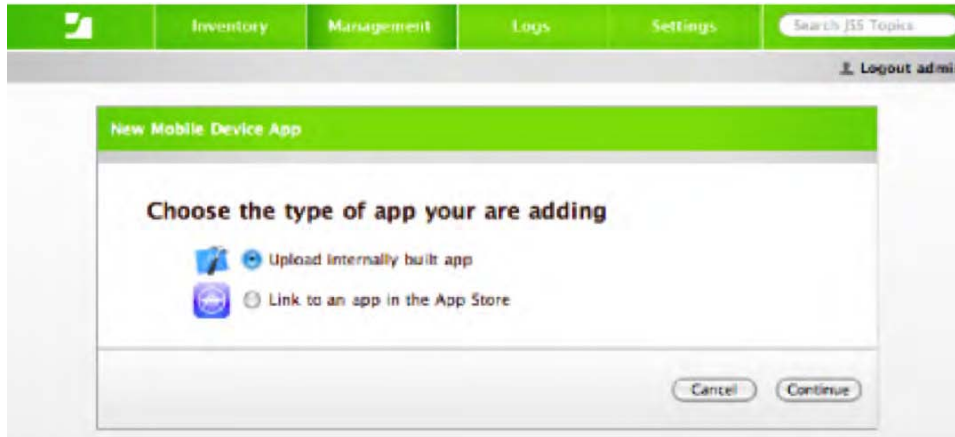 Inventory Management Logs Settings Search JSS Topics
Logout admi
New Mobile Device App
Choose the type of app your are adding
Upload internally built app
Link to an app in the App Store
Cancel Continue